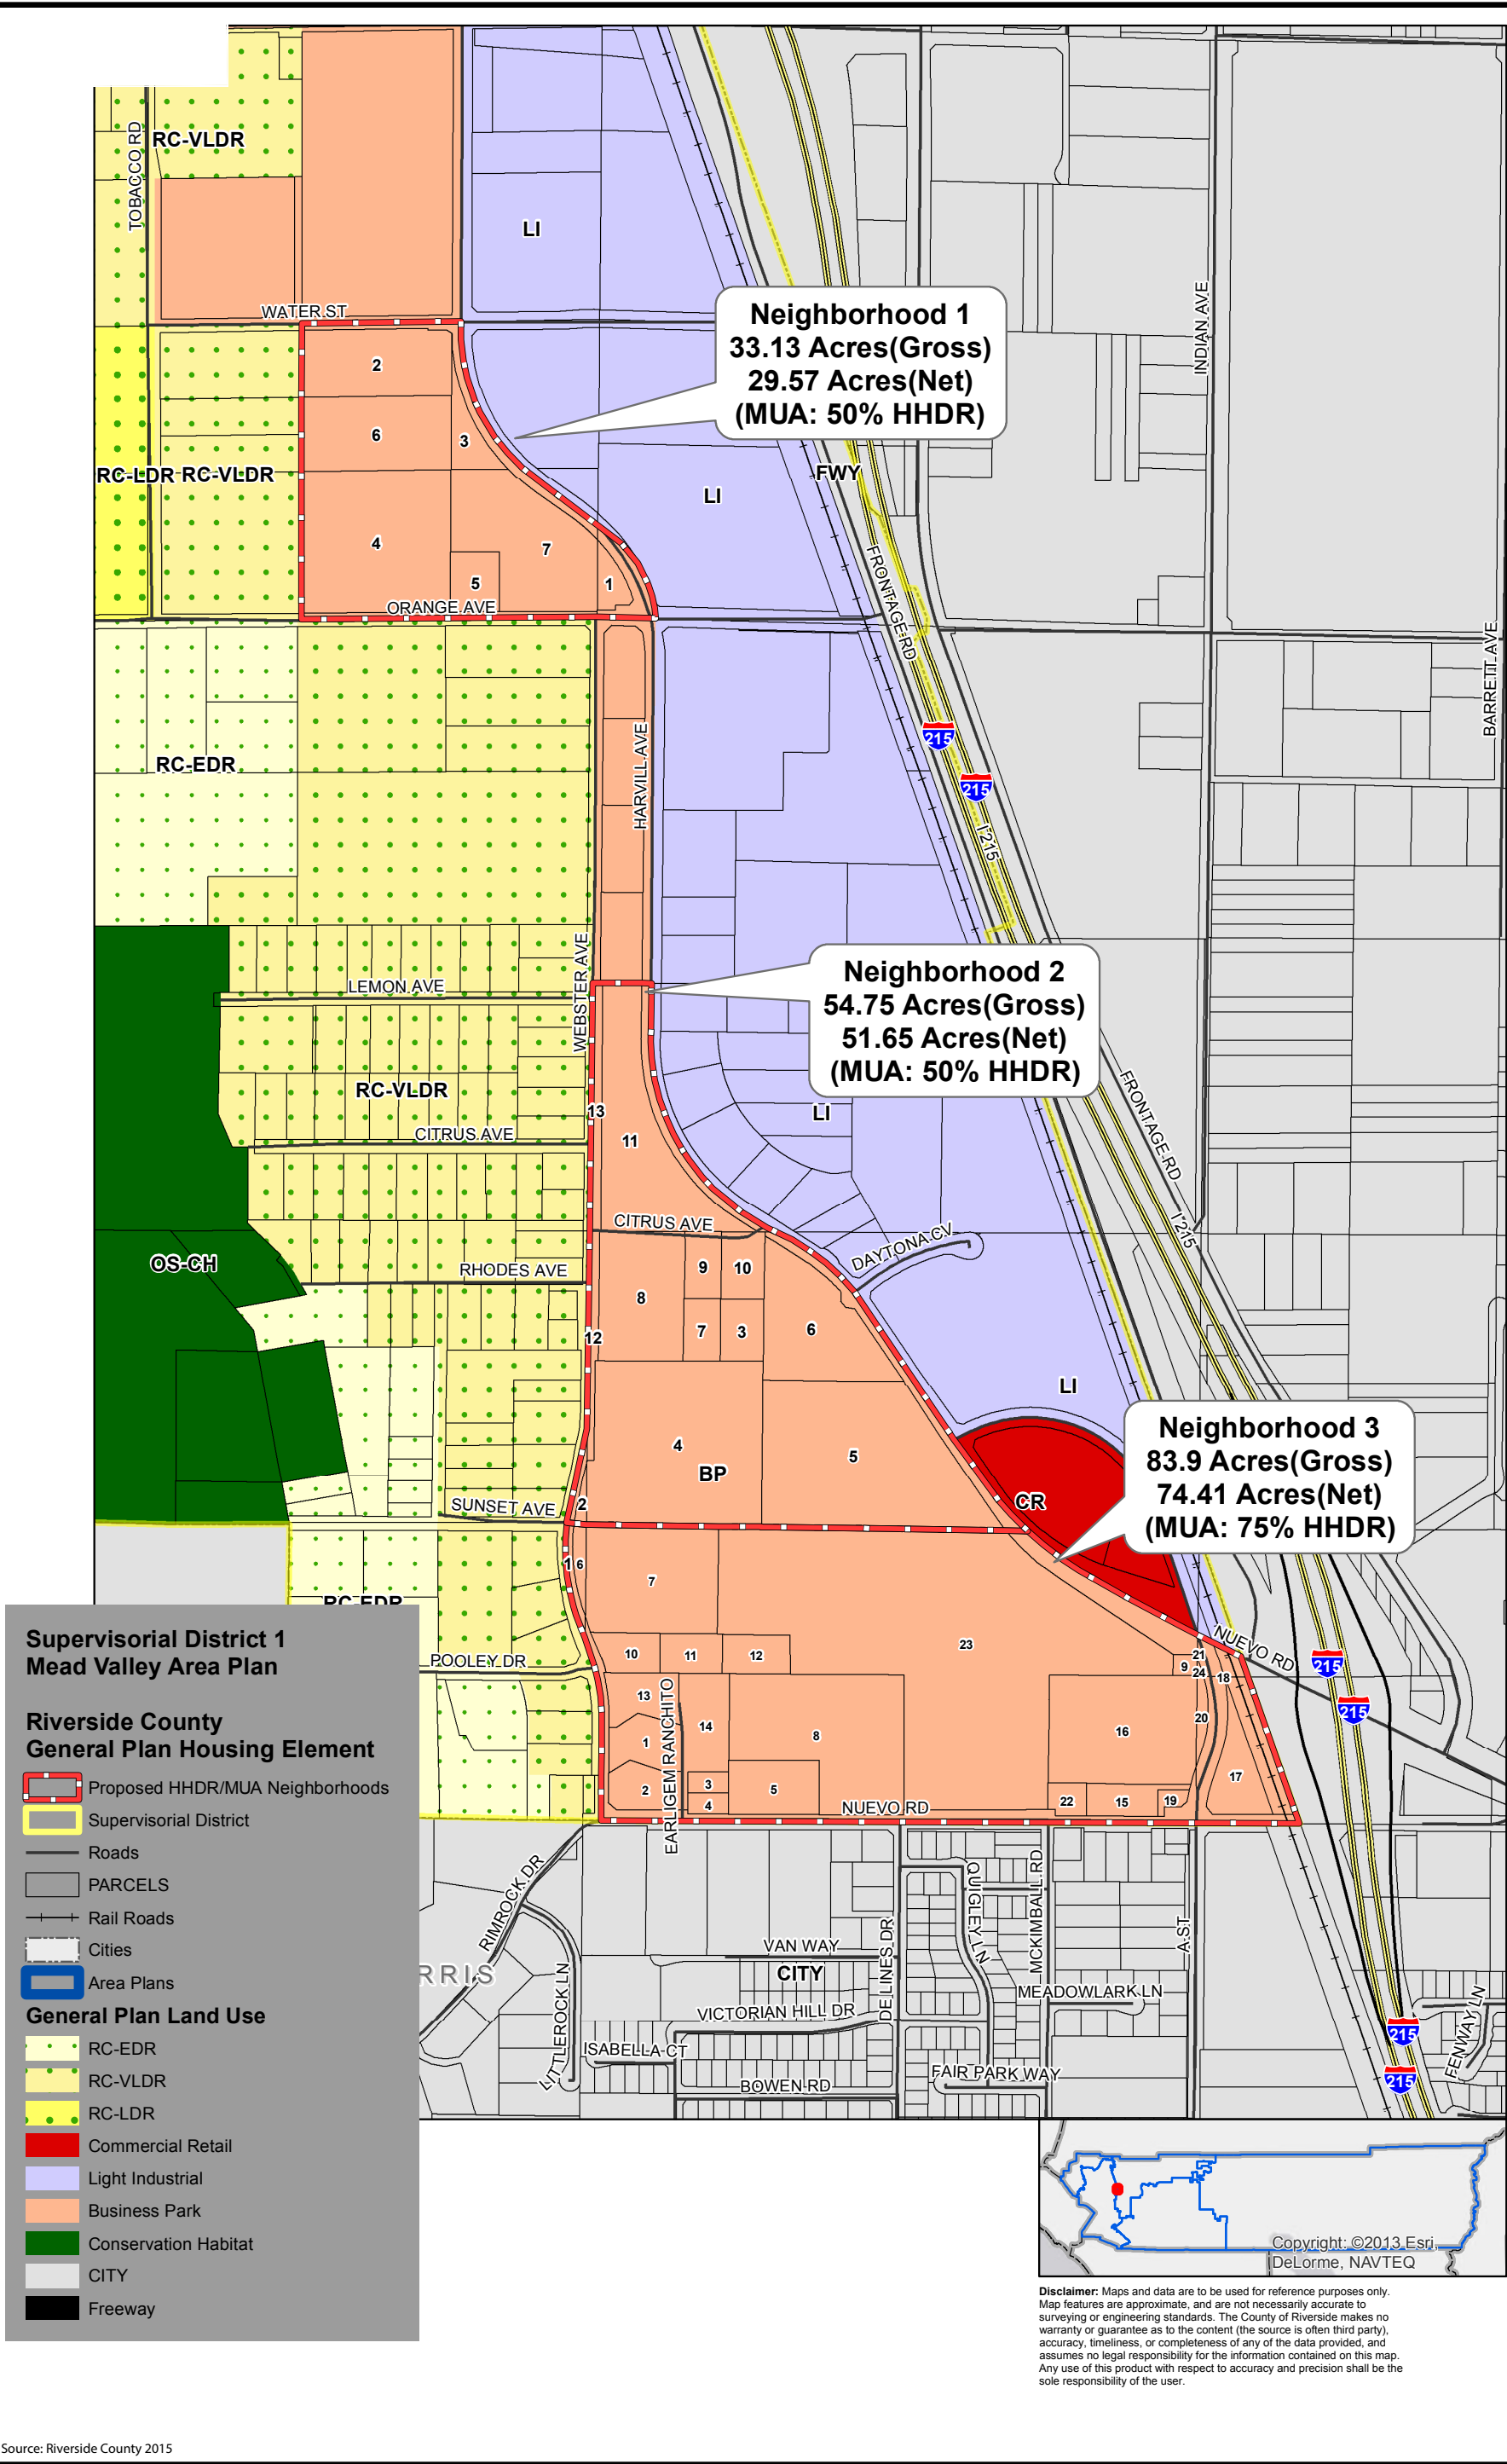 TOBACCO RD
RC-VLDR
LI
WATER ST
Neighborhood 1
33.13 Acres(Gross)
29.57 Acres(Net)
(MUA: 50% HHDR)
INDIAN AVE
2
6
3
RC-LDR
RC-VLDR
LI
FWY
4
7
5
1
ORANGE AVE
FRONTAGE RD
BARRETT AVE
215
RC-EDR
HARVILL AVE
215
I 215
WEBSTER AVE
LEMON AVE
Neighborhood 2
54.75 Acres(Gross)
51.65 Acres(Net)
(MUA: 50% HHDR)
RC-VLDR
13
LI
FRONTAGE RD
CITRUS AVE
11
CITRUS AVE
I 215
OS-CH
RHODES AVE
DAYTONA CV
9
10
8
12
7
3
6
LI
4
BP
5
Neighborhood 3
83.9 Acres(Gross)
74.41 Acres(Net)
(MUA: 75% HHDR)
SUNSET AVE
2
CR
1
6
7
RC-EDR
POOLEY DR
10
11
12
23
21
9
24
18
NUEVO RD
215
215
13
14
EARLIGEM RANCHITO
1
8
16
20
2
3
4
5
NUEVO RD
22
15
19
17
Supervisorial District 1
Mead Valley Area Plan
Riverside County
General Plan Housing Element
Proposed HHDR/MUA Neighborhoods
Supervisorial District
Roads
PARCELS
Rail Roads
Cities
Area Plans
General Plan Land Use
RC-EDR
RC-VLDR
RC-LDR
Commercial Retail
Light Industrial
Business Park
Conservation Habitat
CITY
Freeway
RIMROCK DR
RRIS
LITTLEROCK LN
VAN WAY
CITY
DE LINES DR
QUIGLEY LN
MCKIMBALL RD
A ST
MEADOWLARK LN
VICTORIAN HILL DR
ISABELLA CT
BOWEN RD
FAIR PARK WAY
215
215
FENWAY LN
Copyright: ©2013 Esri,
DeLorme, NAVTEQ
Disclaimer: Maps and data are to be used for reference purposes only.
Map features are approximate, and are not necessarily accurate to
surveying or engineering standards. The County of Riverside makes no
warranty or guarantee as to the content (the source is often third party),
accuracy, timeliness, or completeness of any of the data provided, and
assumes no legal responsibility for the information contained on this map.
Any use of this product with respect to accuracy and precision shall be the
sole responsibility of the user.
Source: Riverside County 2015